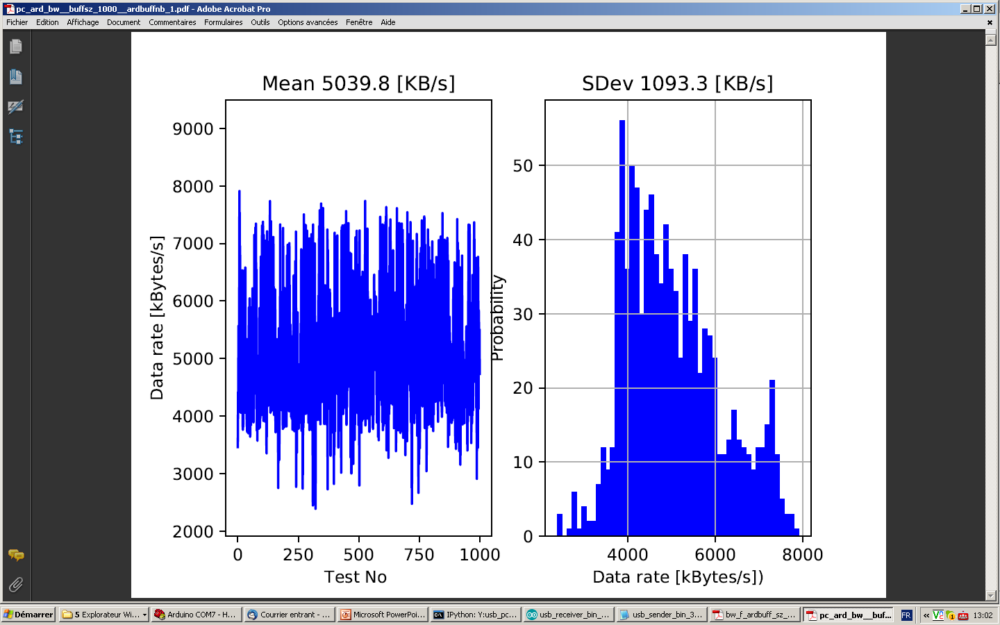 pc_ard_bw__buffsz_1000__ardbuffnb_1.pdf - Adobe Acrobat Pro
Fichier Edition Affichage Document Commentaires Formulaires Outils Options avancées Fenêtre Aide
Mean 5039.8 [KB/s]
9000
8000
7000
6000
5000
4000
3000
2000
Data rate [kBytes/s]
0 250 500 750 1000
Test No
SDev 1093.3 [KB/s]
50
40
30
20
10
0
Probability
4000 6000 8000
Data rate [kBytes/s])
Démarrer
5 Explorateur Wi...
Arduino COM7 - H...
Courrier entrant - ...
Microsoft PowerPoi...
IPython: Y:usb_pc...
usb_receiver_bin_...
usb_sender_bin_3...
bw_f_ardbuff_sz_...
pc_ard_bw__buf...
FR
«
13:02